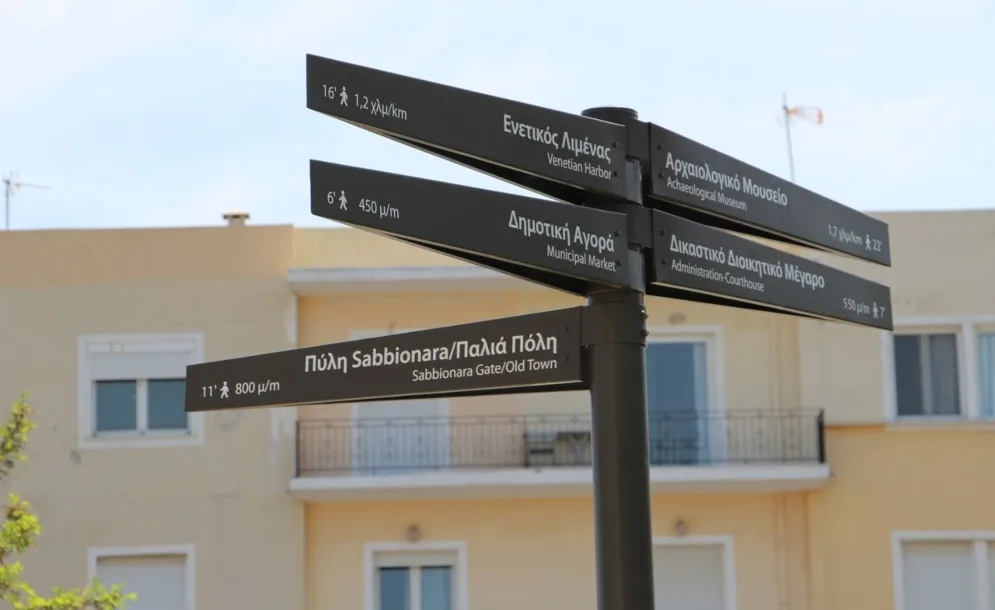 16' 1,2 χλμ/km
Ενετικός Λιμένας
Venetian Harbor
6' 450 μ/m
Δημοτική Αγορά
Municipal Market
Πύλη Sabbionara/Παλιά Πόλη
Sabbionara Gate/Old Town
11' 800 μ/m
Αρχαιολογικό Μουσείο
Achaeological Museum
1,7 χλμ/km 22'
Δικαστικό Διοικητικό Μέγαρο
Administration-Courthouse
550 μ/m 7'